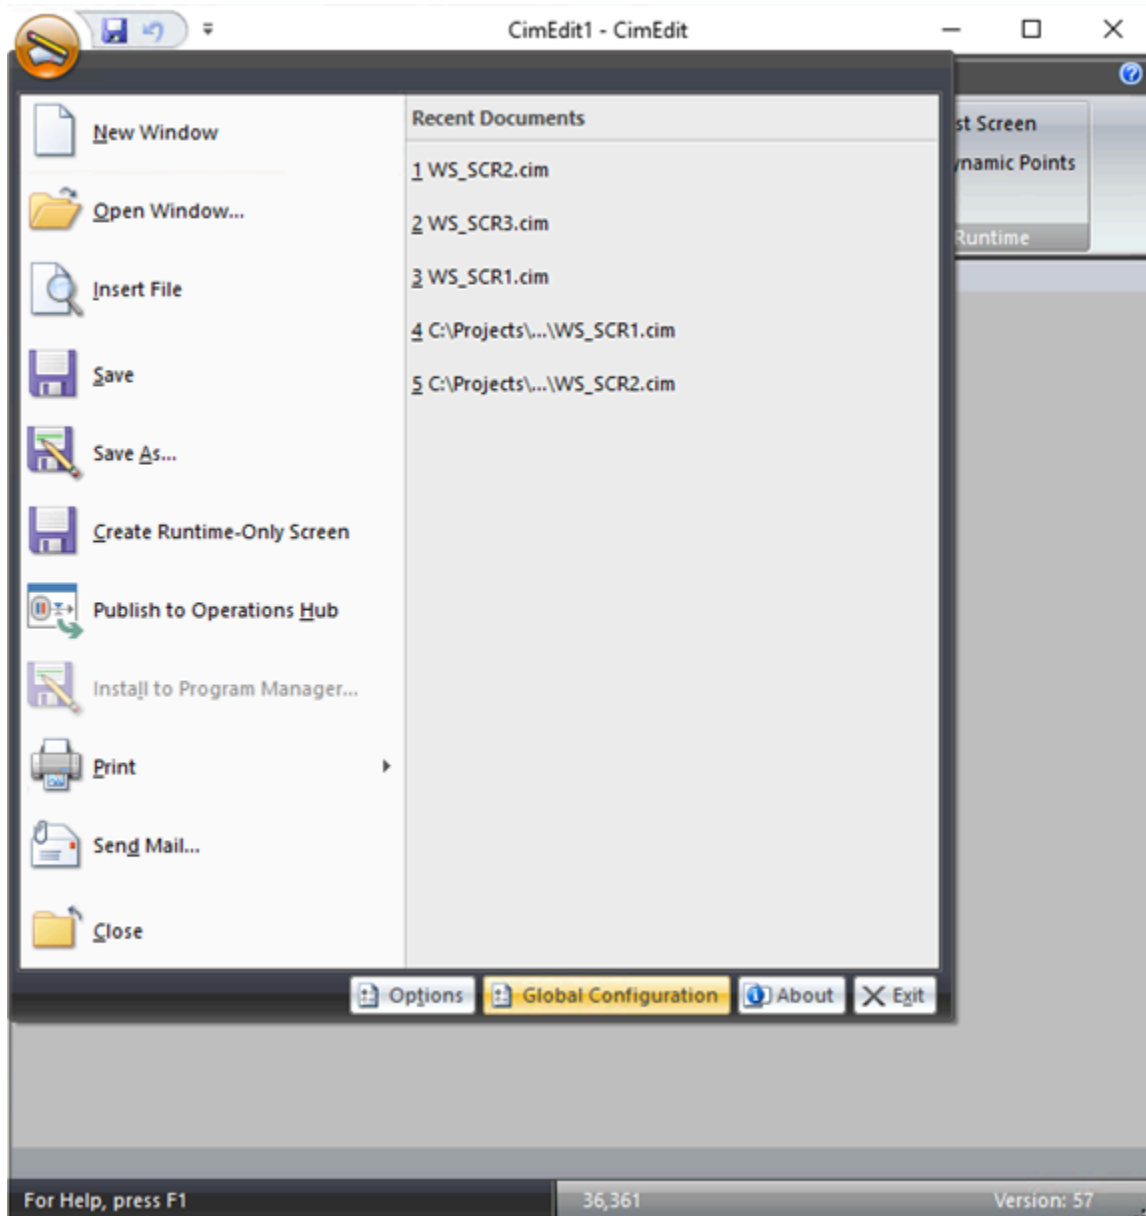 CimEdit1 - CimEdit
New Window
Open Window...
Insert File
Save
Save As...
Create Runtime-Only Screen
Publish to Operations Hub
Install to Program Manager...
Print
Send Mail...
Close
Recent Documents
1 WS_SCR2.cim
2 WS_SCR3.cim
3 WS_SCR1.cim
4 C:\Projects\...\WS_SCR1.cim
5 C:\Projects\...\WS_SCR2.cim
st Screen
ynamic Points
Runtime
Options
Global Configuration
About
Exit
For Help, press F1
36,361
Version: 57